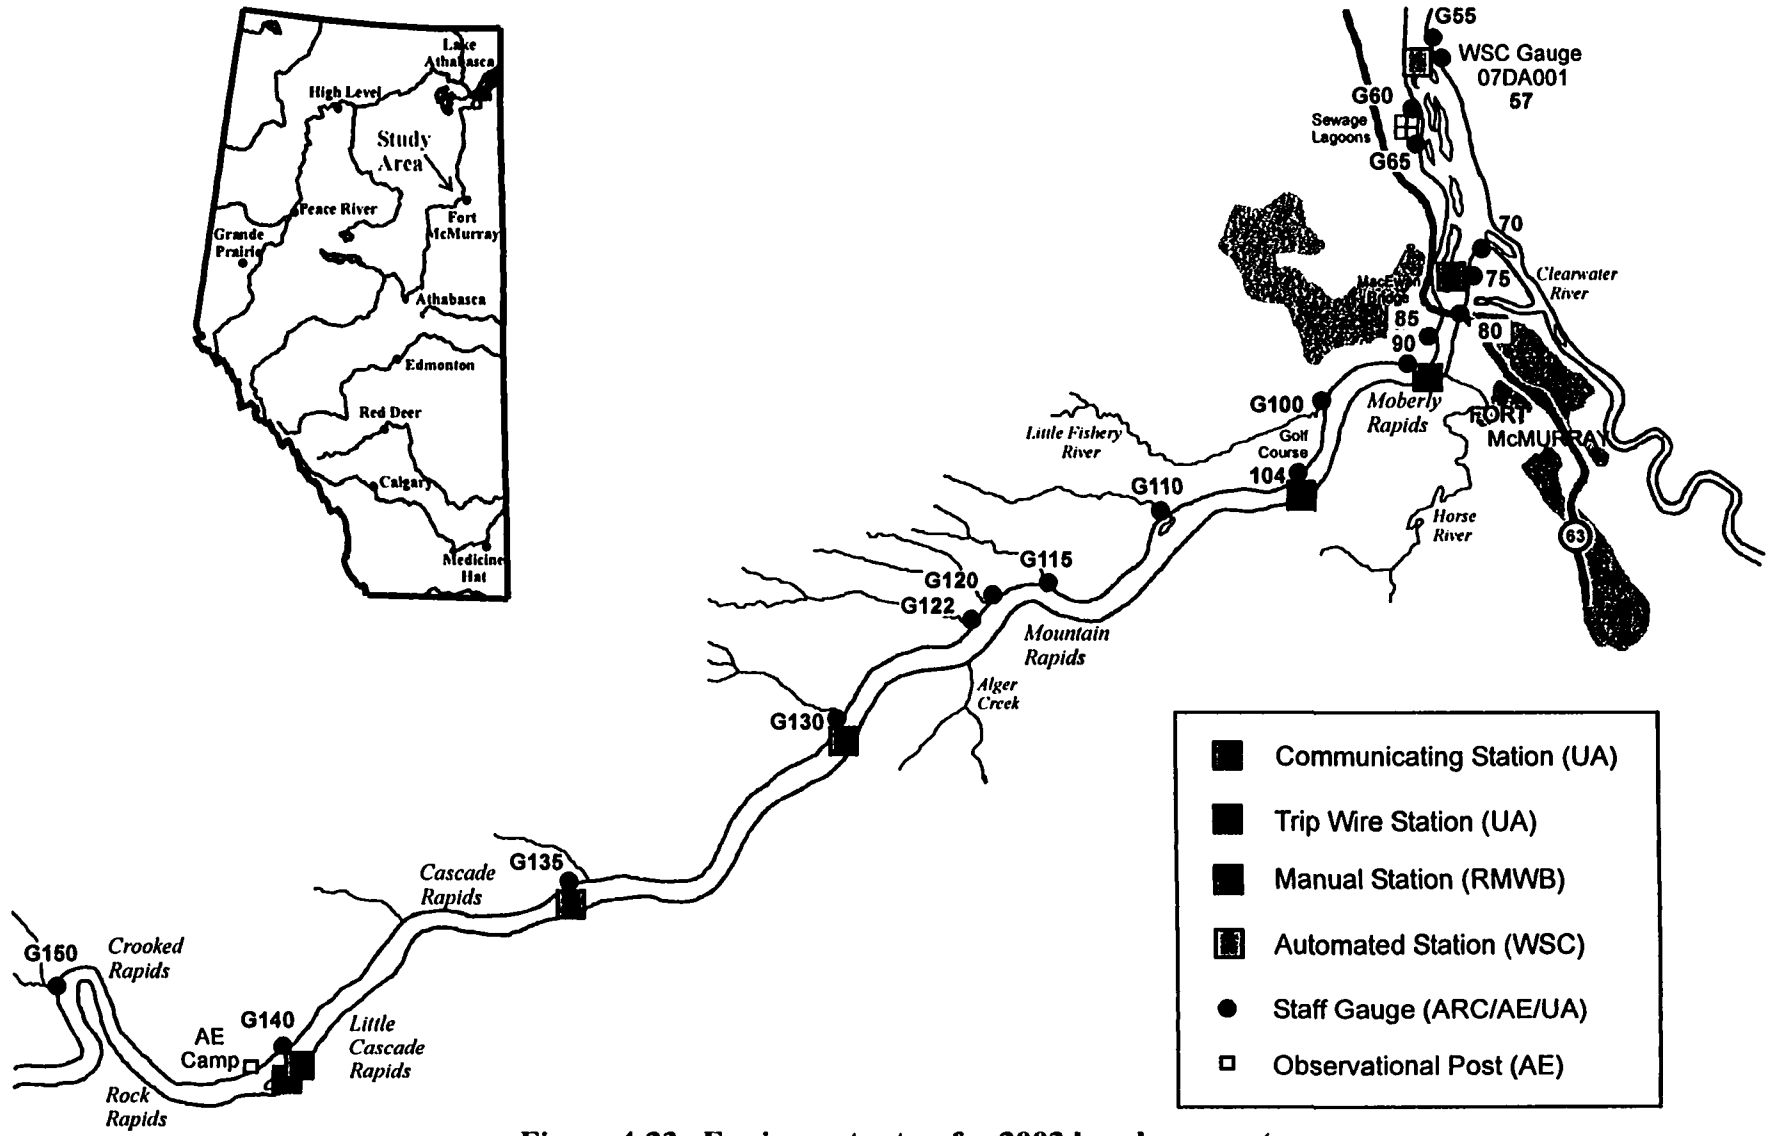 Lake
Athabasca
High Level
Study
Area
Peace River
Fort
McMurray
Grande
Prairie
Athabasca
Edmonton
Red Deer
Calgary
Medicine
Hat
G55
WSC Gauge
07DA001
57
G60
Sewage
Lagoons
G65
70
75
Clearwater
River
MacEwan
Bridge
85
80
90
G100
Moberly
Rapids
FORT
McMURRAY
Little Fishery
River
Golf
Course
104
G110
Horse
River
63
G115
G120
G122
Mountain
Rapids
Alger
Creek
G130
G135
Cascade
Rapids
G150
Crooked
Rapids
G140
AE
Camp
Little
Cascade
Rapids
Rock
Rapids
Communicating Station (UA)
Trip Wire Station (UA)
Manual Station (RMWB)
Automated Station (WSC)
Staff Gauge (ARC/AE/UA)
Observational Post (AE)